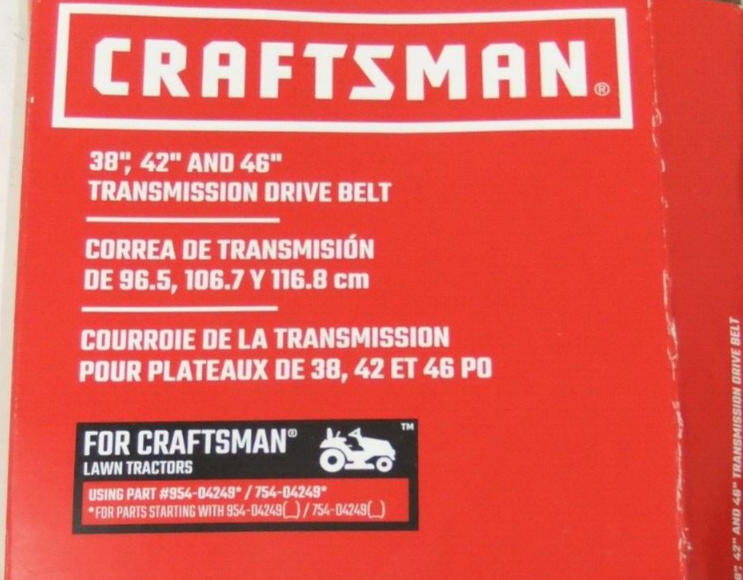 CRAFTSMAN®
38", 42" AND 46"
TRANSMISSION DRIVE BELT
CORREA DE TRANSMISIÓN
DE 96.5, 106.7 Y 116.8 cm
COURROIE DE LA TRANSMISSION
POUR PLATEAUX DE 38, 42 ET 46 PO
FOR CRAFTSMAN®
LAWN TRACTORS
™
USING PART #954-04249* / 754-04249*
*FOR PARTS STARTING WITH 954-04249(_) / 754-04249(_)
42" AND 46" TRANSMISSION DRIVE BELT